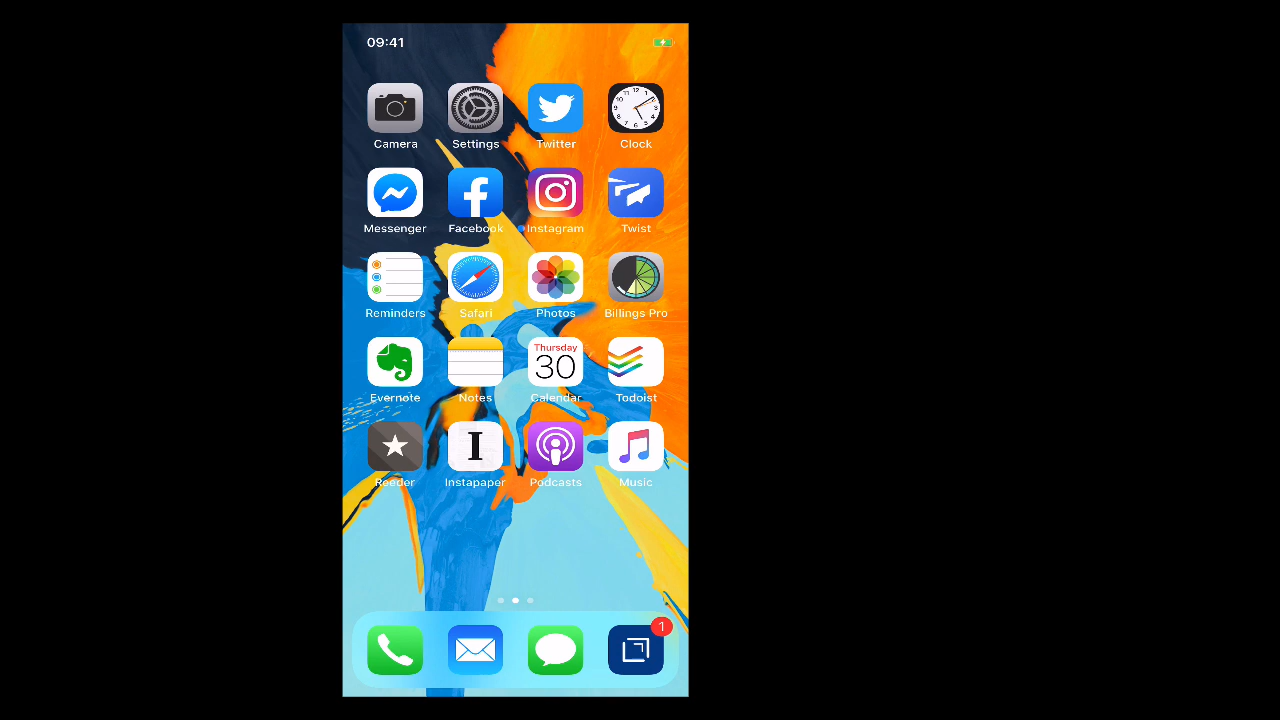 09:41
Camera Settings Twitter Clock
Messenger Facebook Instagram Twist
Reminders Safari Photos Billings Pro
Thursday
30
Evernote Notes Calendar Todoist
I
Reeder Instapaper Podcasts Music
1